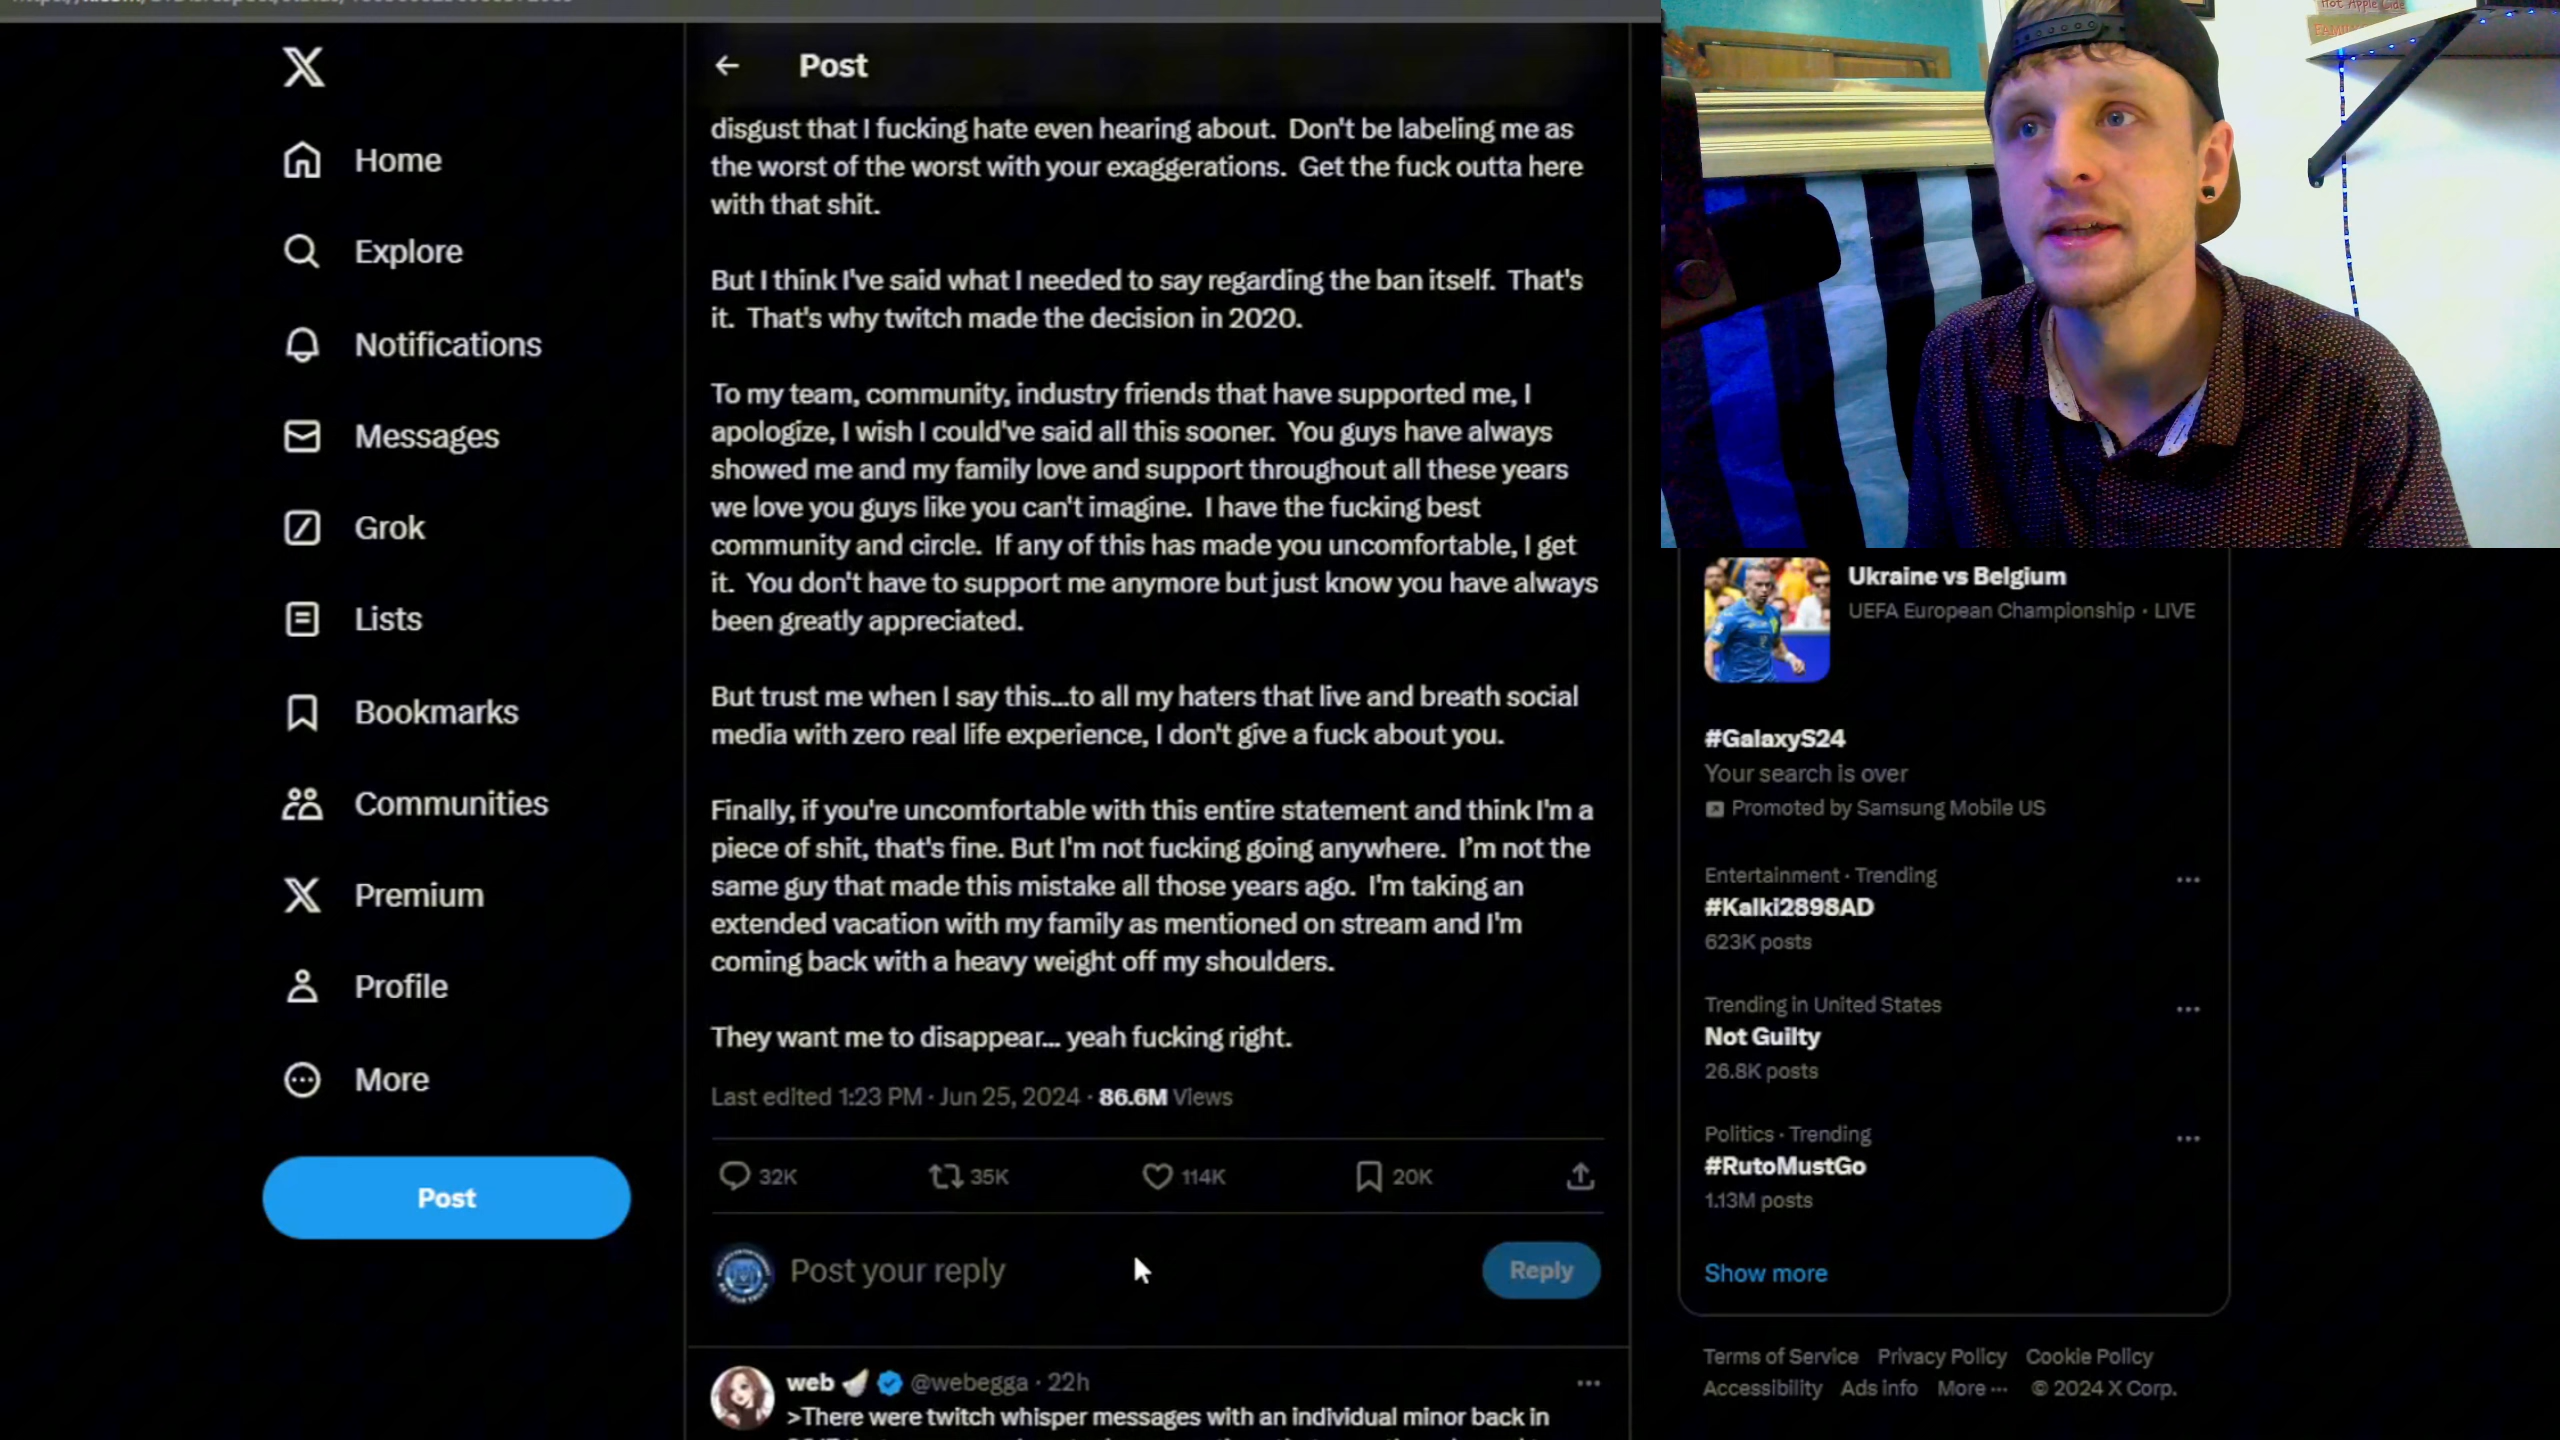 Post
Home
Explore
Notifications
Messages
Grok
Lists
Bookmarks
Communities
Premium
Profile
More
Post
disgust that I fucking hate even hearing about. Don't be labeling me as
the worst of the worst with your exaggerations. Get the fuck outta here
with that shit.
But I think I've said what I needed to say regarding the ban itself. That's
it. That's why twitch made the decision in 2020.
To my team, community, industry friends that have supported me, I
apologize, I wish I could've said all this sooner. You guys have always
showed me and my family love and support throughout all these years
we love you guys like you can't imagine. I have the fucking best
community and circle. If any of this has made you uncomfortable, I get
it. You don't have to support me anymore but just know you have always
been greatly appreciated.
But trust me when I say this...to all my haters that live and breath social
media with zero real life experience, I don't give a fuck about you.
Finally, if you're uncomfortable with this entire statement and think I'm a
piece of shit, that's fine. But I'm not fucking going anywhere. I’m not the
same guy that made this mistake all those years ago. I'm taking an
extended vacation with my family as mentioned on stream and I'm
coming back with a heavy weight off my shoulders.
They want me to disappear... yeah fucking right.
Last edited 1:23 PM · Jun 25, 2024 · 86.6M Views
32K 35K 114K 20K
Post your reply
Reply
web @webegga · 22h
>There were twitch whisper messages with an individual minor back in
Hot Apple
Ukraine vs Belgium
UEFA European Championship · LIVE
#GalaxyS24
Your search is over
Promoted by Samsung Mobile US
Entertainment · Trending
#Kalki2898AD
623K posts
Trending in United States
Not Guilty
26.8K posts
Politics · Trending
#RutoMustGo
1.13M posts
Show more
Terms of Service Privacy Policy Cookie Policy
Accessibility Ads info More ··· © 2024 X Corp.